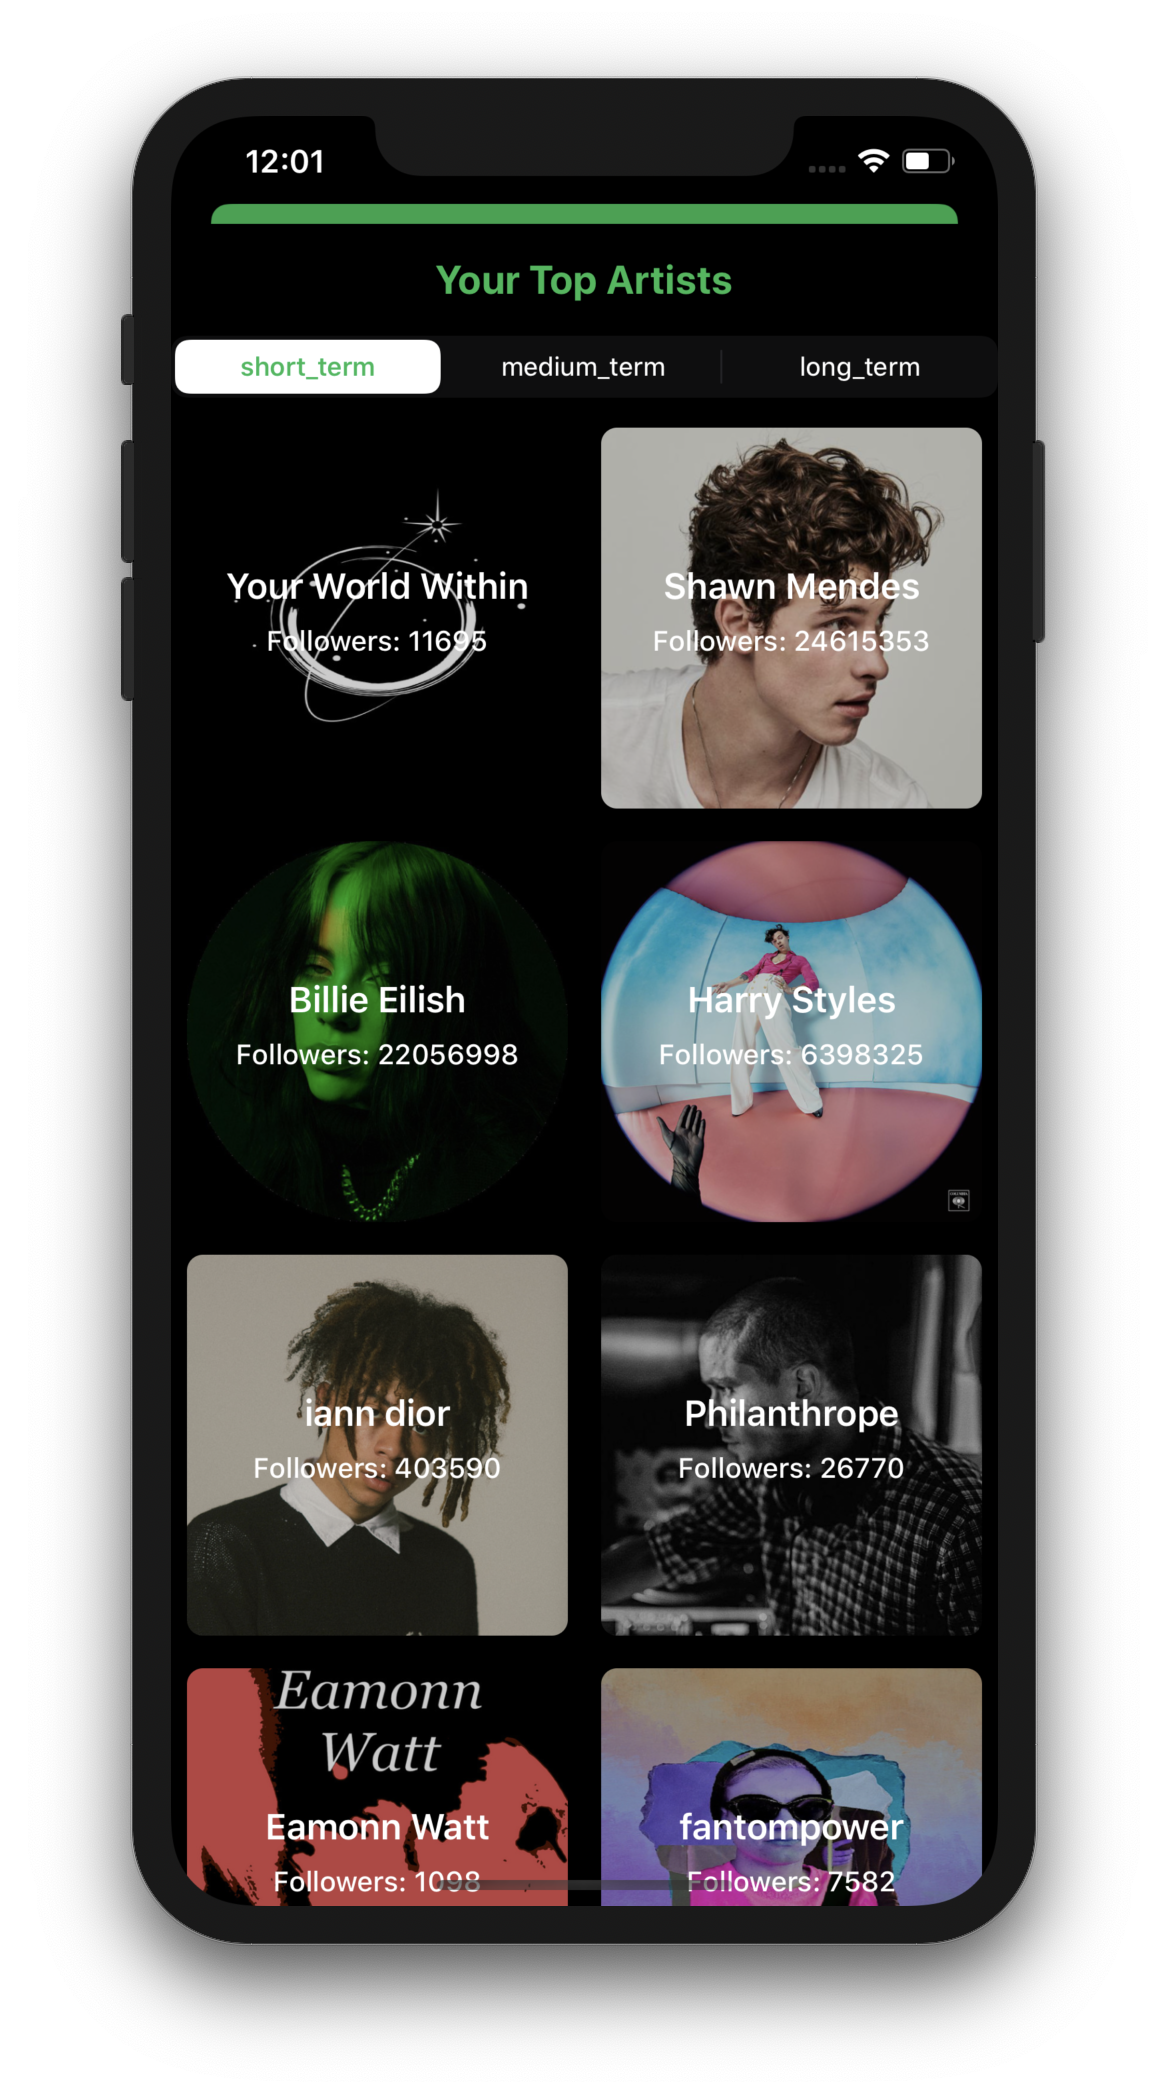 12:01
Your Top Artists
short_term medium_term long_term
Your World Within
Followers: 11695
Shawn Mendes
Followers: 24615353
Billie Eilish
Followers: 22056998
Harry Styles
Followers: 6398325
iann dior
Followers: 403590
Philanthrope
Followers: 26770
Eamonn
Watt
Eamonn Watt
Followers: 1098
fantompower
Followers: 7582